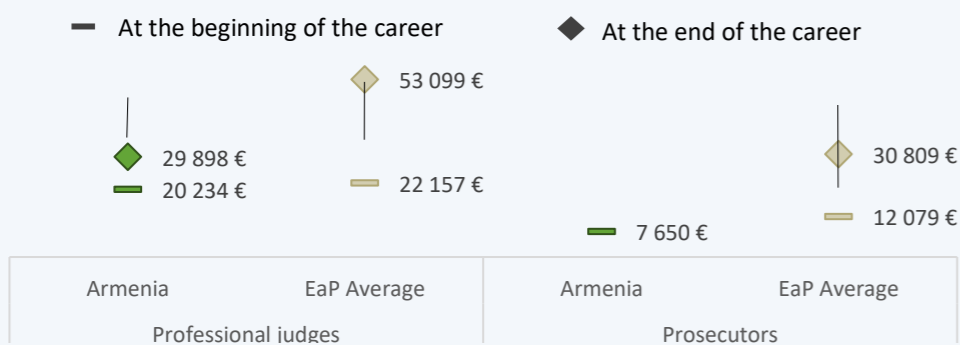 At the beginning of the career
At the end of the career
53 099 €
29 898 €
20 234 €
22 157 €
30 809 €
12 079 €
7 650 €
Armenia
EaP Average
Armenia
EaP Average
Professional judges
Prosecutors